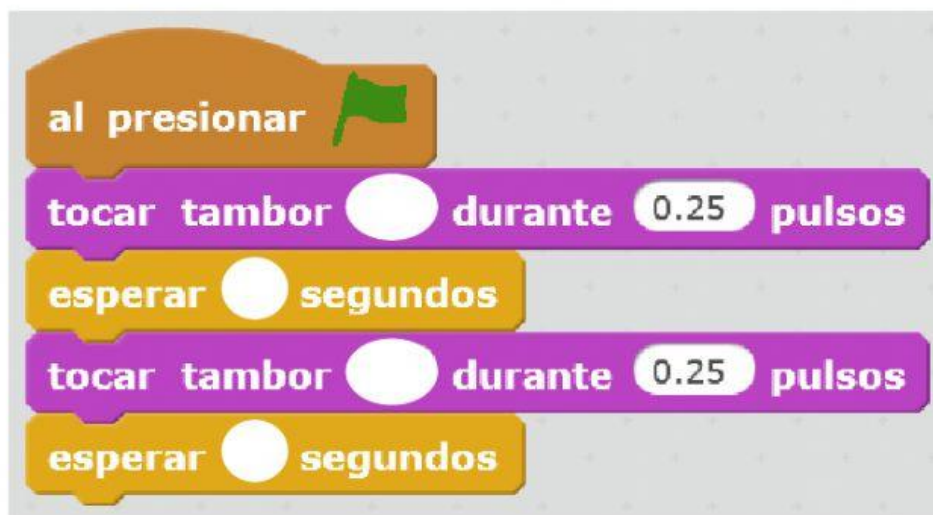 al presionar
tocar tambor durante 0.25 pulsos
esperar segundos
tocar tambor durante 0.25 pulsos
esperar segundos